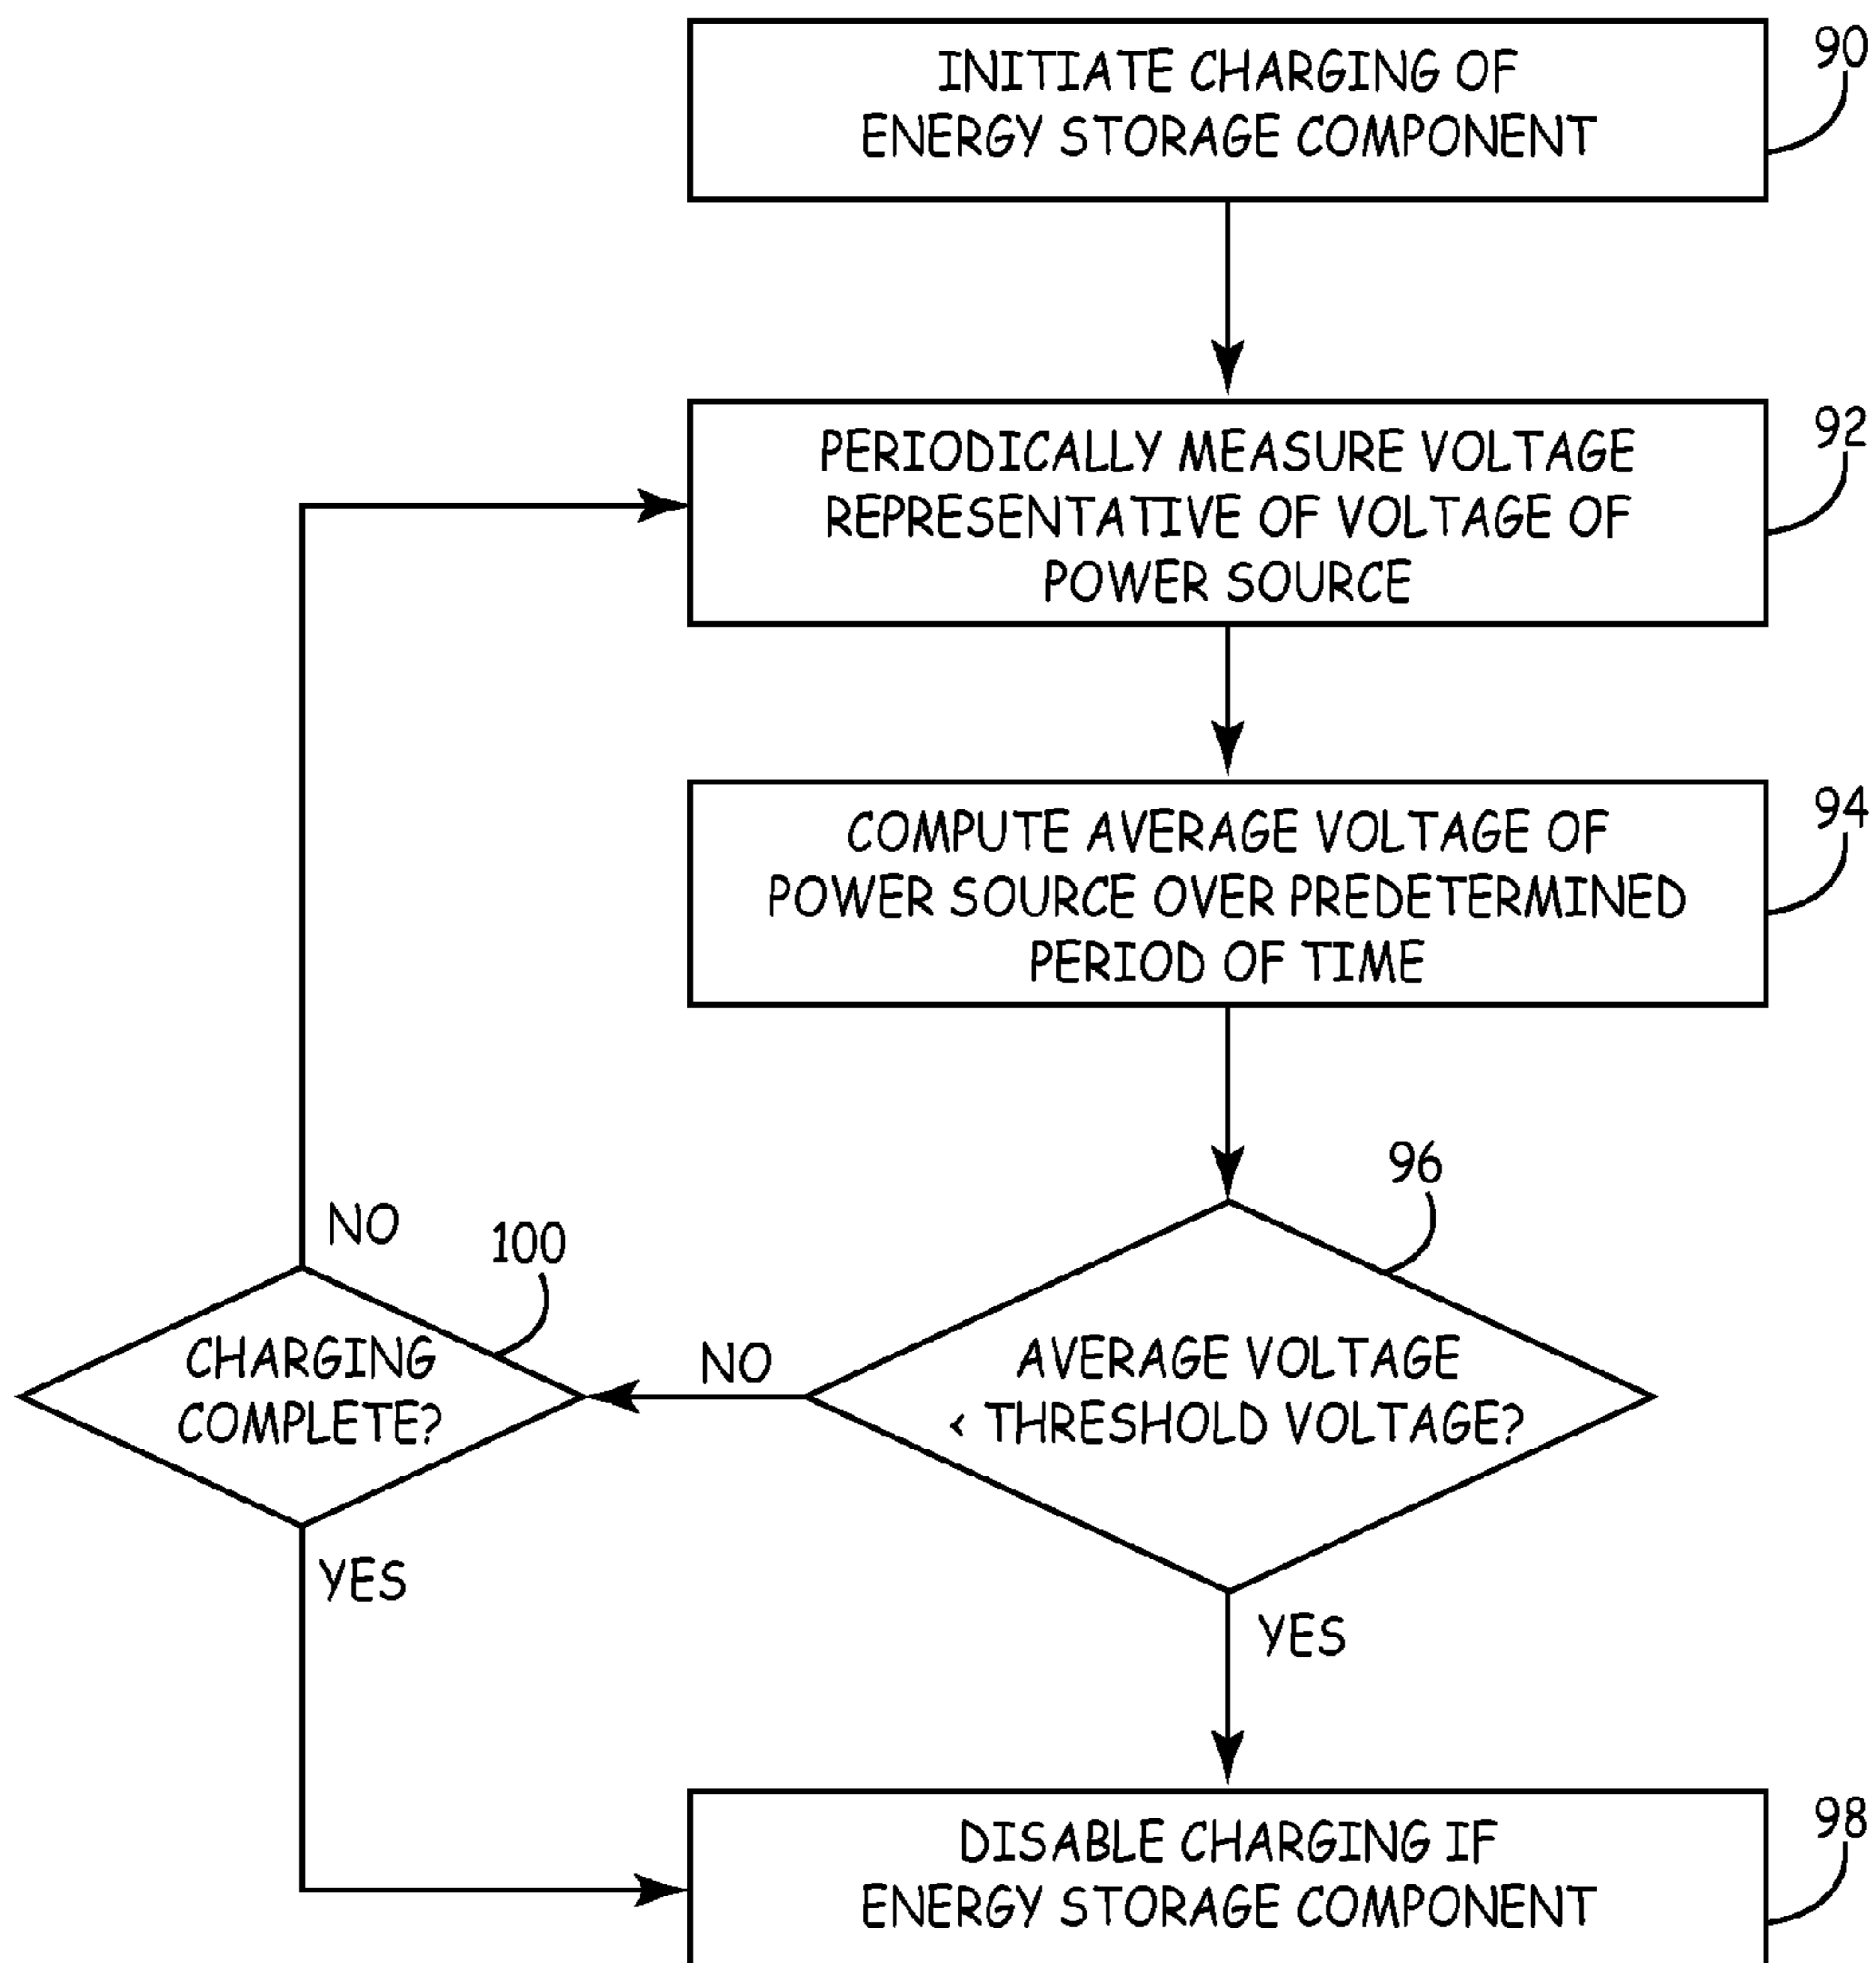 INITIATE CHARGING OF
ENERGY STORAGE COMPONENT
90
PERIODICALLY MEASURE VOLTAGE
REPRESENTATIVE OF VOLTAGE OF
POWER SOURCE
92
COMPUTE AVERAGE VOLTAGE OF
POWER SOURCE OVER PREDETERMINED
PERIOD OF TIME
94
96
AVERAGE VOLTAGE
< THRESHOLD VOLTAGE?
NO
YES
100
CHARGING
COMPLETE?
NO
YES
DISABLE CHARGING IF
ENERGY STORAGE COMPONENT
98